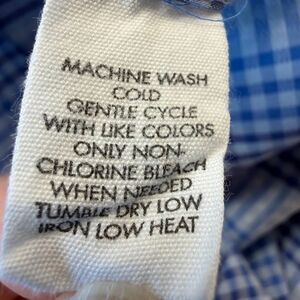 MACHINE WASH
COLD
GENTLE CYCLE
WITH LIKE COLORS
ONLY NON-
CHLORINE BLEACH
WHEN NEEDED
TUMBLE DRY LOW
IRON LOW HEAT